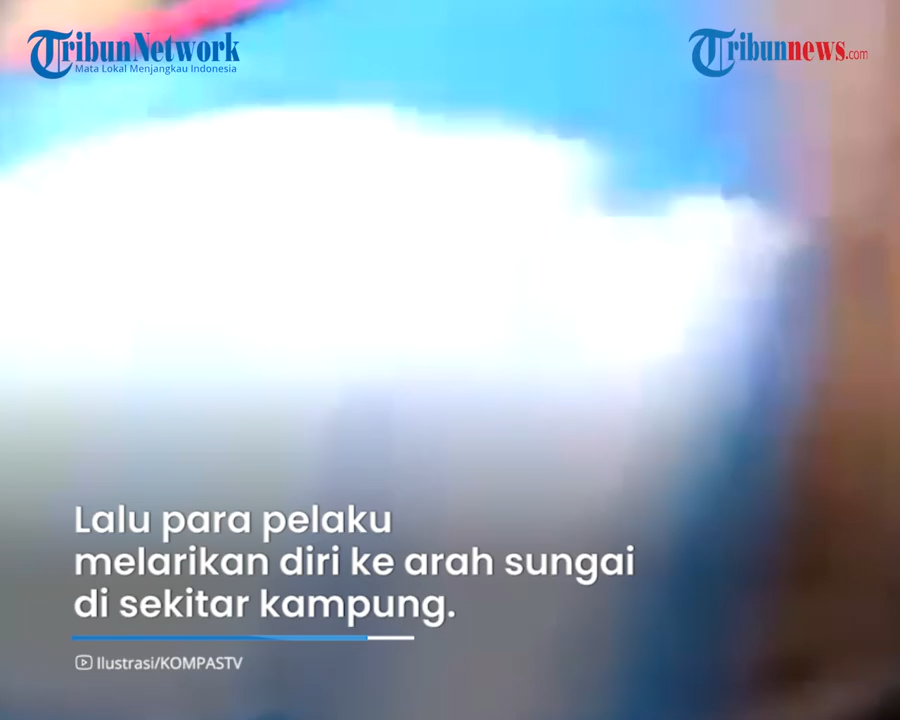 TribunNetwork
Mata Lokal Menjangkau Indonesia
Tribunnews.com
Lalu para pelaku
melarikan diri ke arah sungai
di sekitar kampung.
Ilustrasi/KOMPASTV